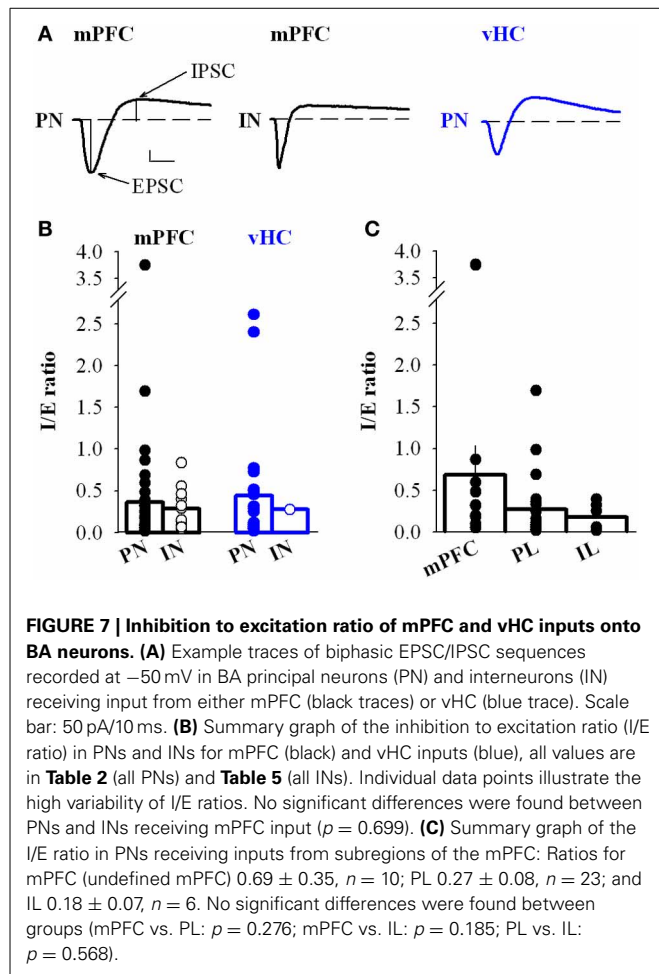 A mPFC mPFC vHC
IPSC
PN IN PN
EPSC
B mPFC vHC
I/E ratio
4.0
3.5
2.5
2.0
1.5
1.0
0.5
0.0
PN IN PN IN
C
I/E ratio
4.0
3.5
2.5
2.0
1.5
1.0
0.5
0.0
mPFC PL IL
FIGURE 7 | Inhibition to excitation ratio of mPFC and vHC inputs onto
BA neurons. (A) Example traces of biphasic EPSC/IPSC sequences
recorded at −50 mV in BA principal neurons (PN) and interneurons (IN)
receiving input from either mPFC (black traces) or vHC (blue trace). Scale
bar: 50 pA/10 ms. (B) Summary graph of the inhibition to excitation ratio (I/E
ratio) in PNs and INs for mPFC (black) and vHC inputs (blue), all values are
in Table 2 (all PNs) and Table 5 (all INs). Individual data points illustrate the
high variability of I/E ratios. No significant differences were found between
PNs and INs receiving mPFC input (p = 0.699). (C) Summary graph of the
I/E ratio in PNs receiving inputs from subregions of the mPFC: Ratios for
mPFC (undefined mPFC) 0.69 ± 0.35, n = 10; PL 0.27 ± 0.08, n = 23; and
IL 0.18 ± 0.07, n = 6. No significant differences were found between
groups (mPFC vs. PL: p = 0.276; mPFC vs. IL: p = 0.185; PL vs. IL:
p = 0.568).